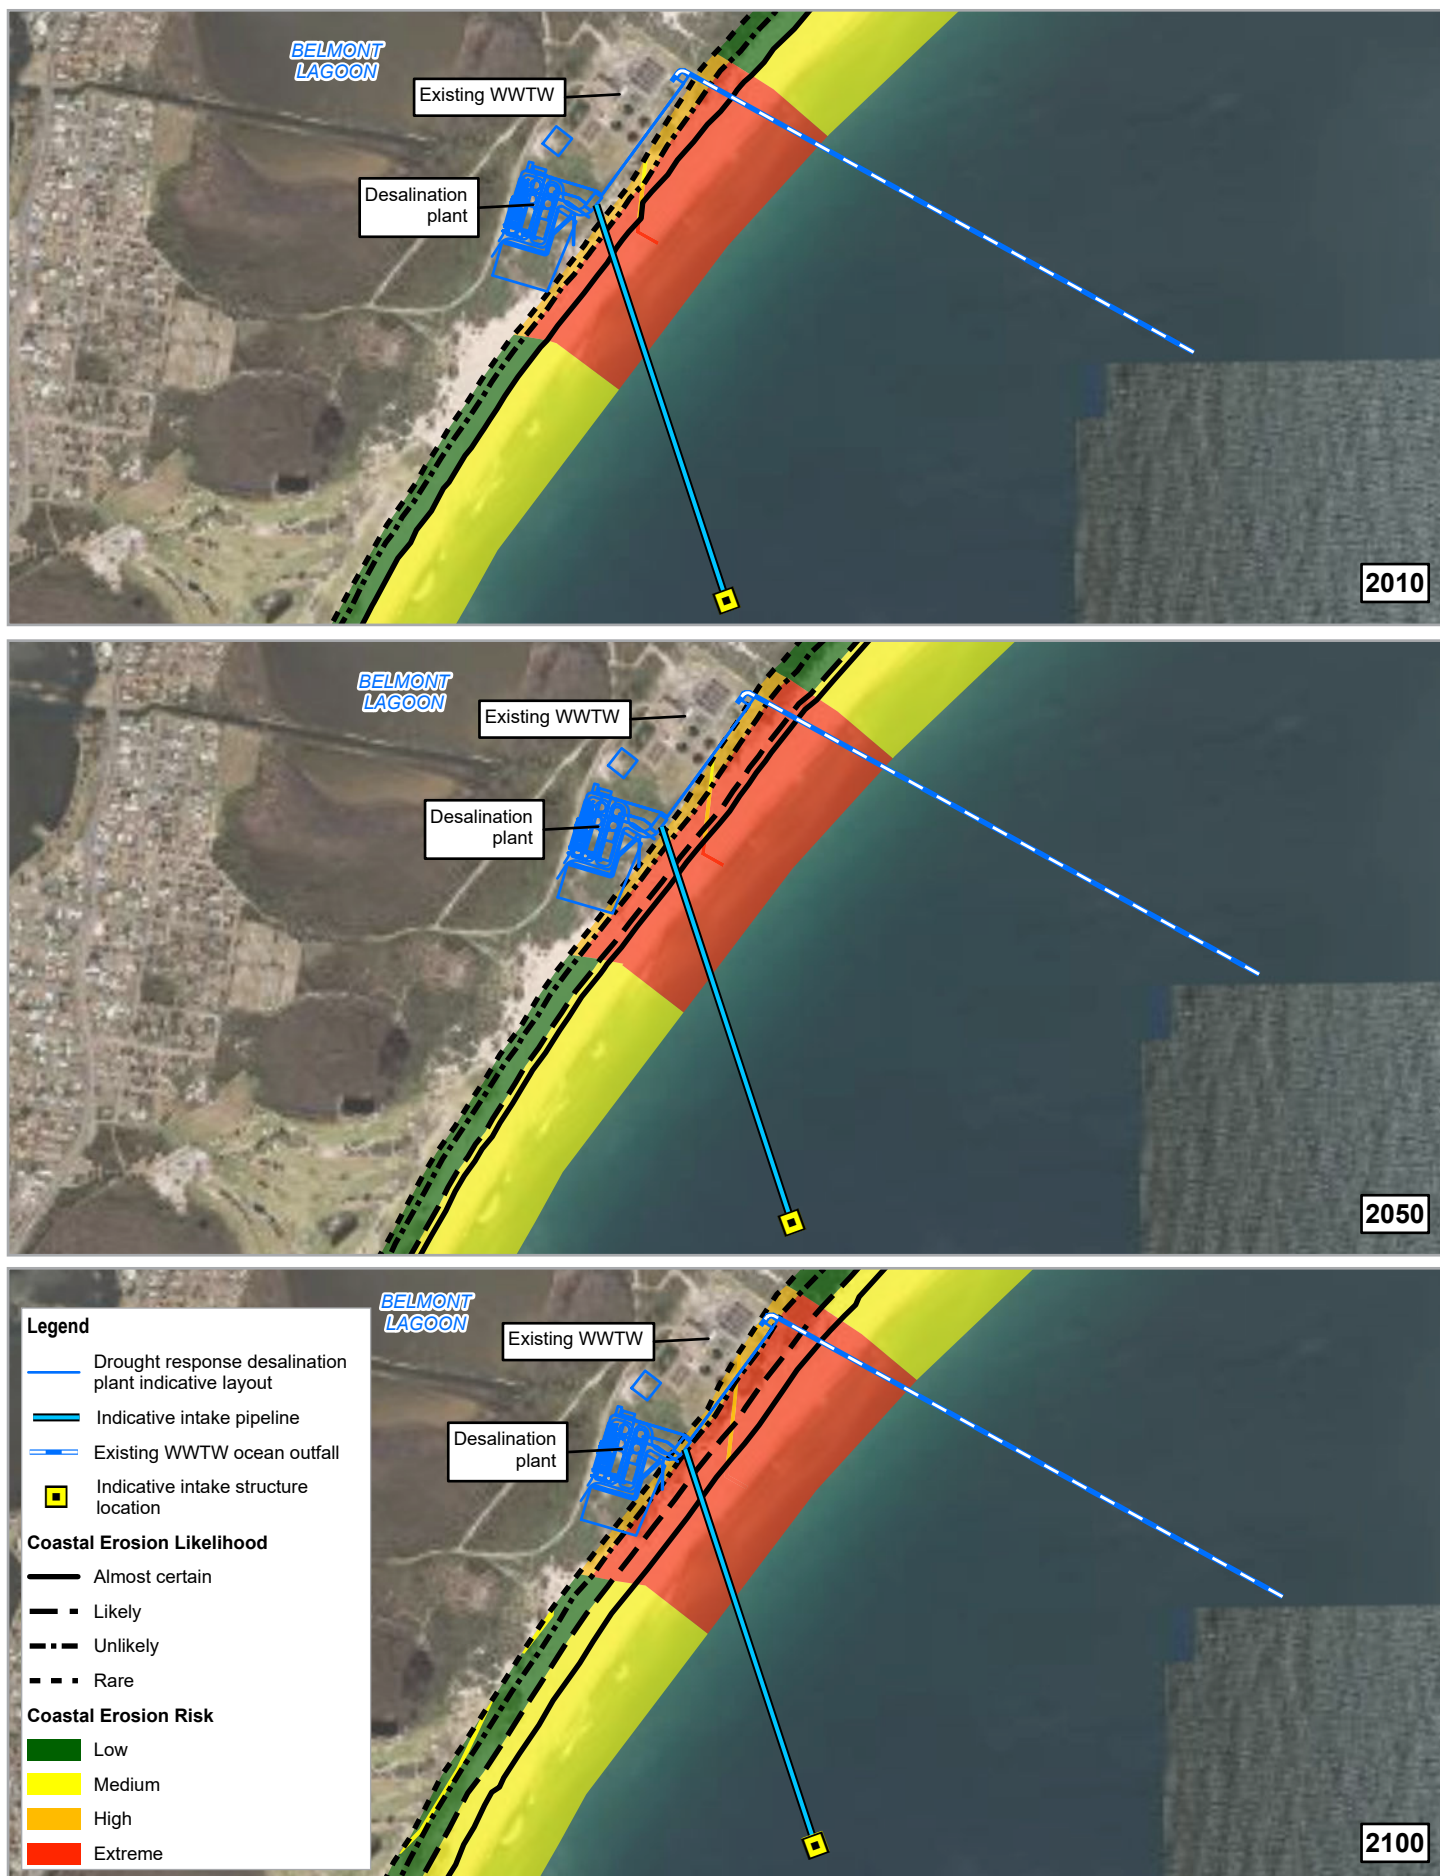 BELMONT
LAGOON
Existing WWTW
Desalination
plant
2010
BELMONT
LAGOON
Existing WWTW
Desalination
plant
2050
BELMONT
LAGOON
Existing WWTW
Desalination
plant
Legend
Drought response desalination
plant indicative layout
Indicative intake pipeline
Existing WWTW ocean outfall
Indicative intake structure
location
Coastal Erosion Likelihood
Almost certain
Likely
Unlikely
Rare
Coastal Erosion Risk
Low
Medium
High
Extreme
2100